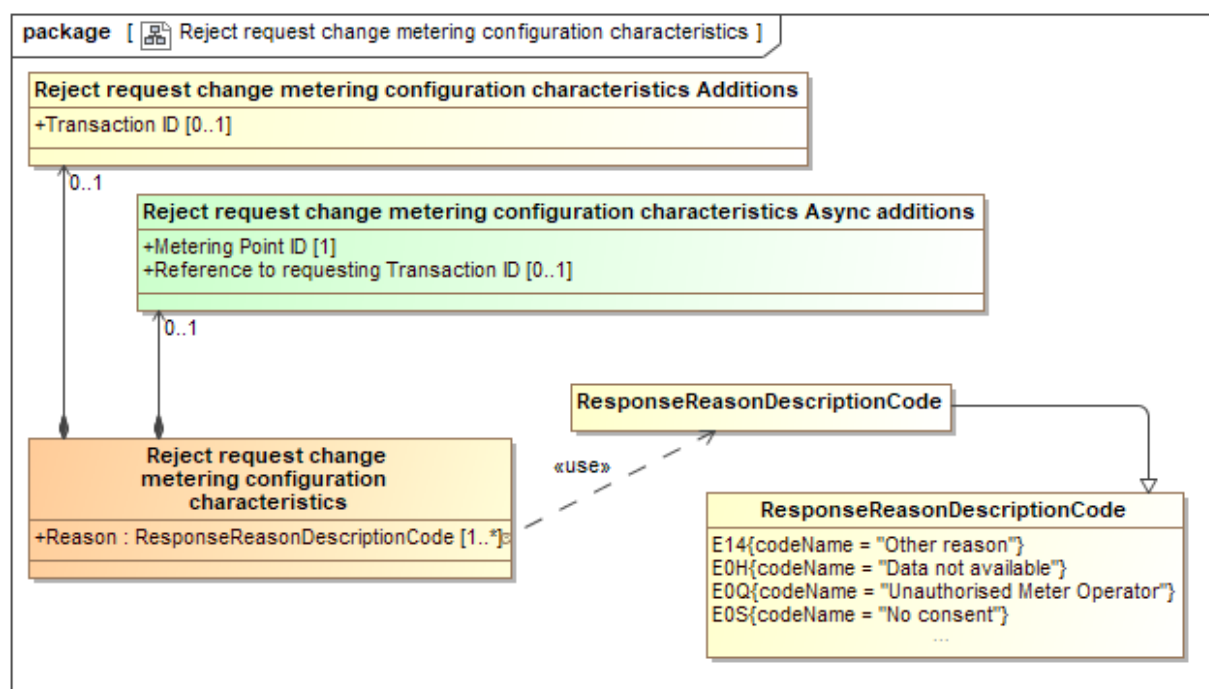 package [ Reject request change metering configuration characteristics ]
Reject request change metering configuration characteristics Additions
+Transaction ID [0..1]
0..1
Reject request change metering configuration characteristics Async additions
+Metering Point ID [1]
+Reference to requesting Transaction ID [0..1]
0..1
ResponseReasonDescriptionCode
«use»
Reject request change
metering configuration
characteristics
+Reason : ResponseReasonDescriptionCode [1..*]
ResponseReasonDescriptionCode
E14{codeName = "Other reason"}
E0H{codeName = "Data not available"}
E0Q{codeName = "Unauthorised Meter Operator"}
E0S{codeName = "No consent"}
...